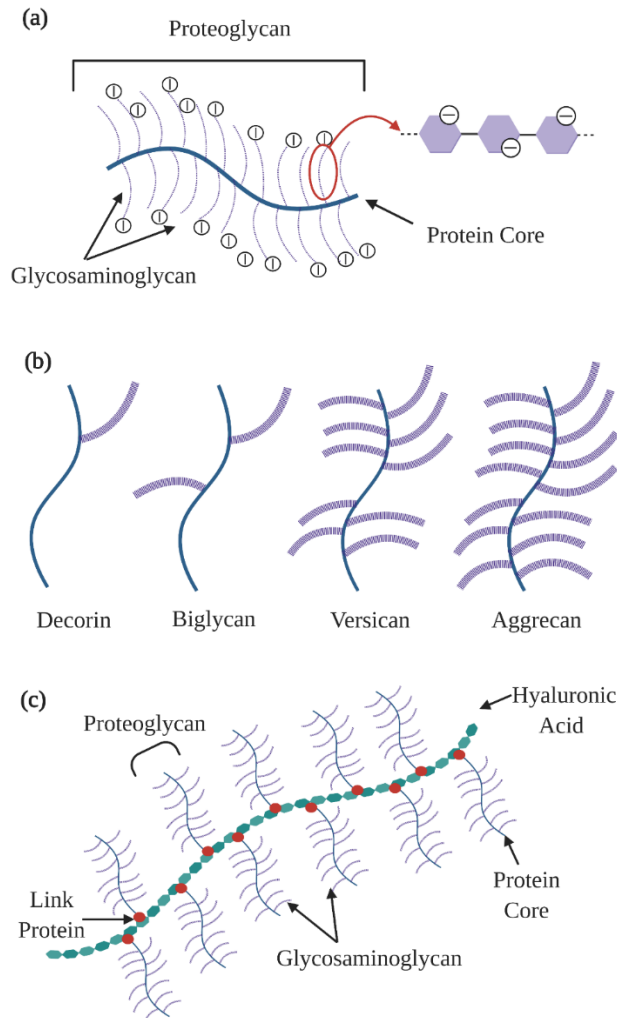 (a)
Proteoglycan
Protein Core
Glycosaminoglycan
(b)
Decorin Biglycan Versican Aggrecan
(c)
Hyaluronic
Acid
Proteoglycan
Link
Protein
Protein
Core
Glycosaminoglycan